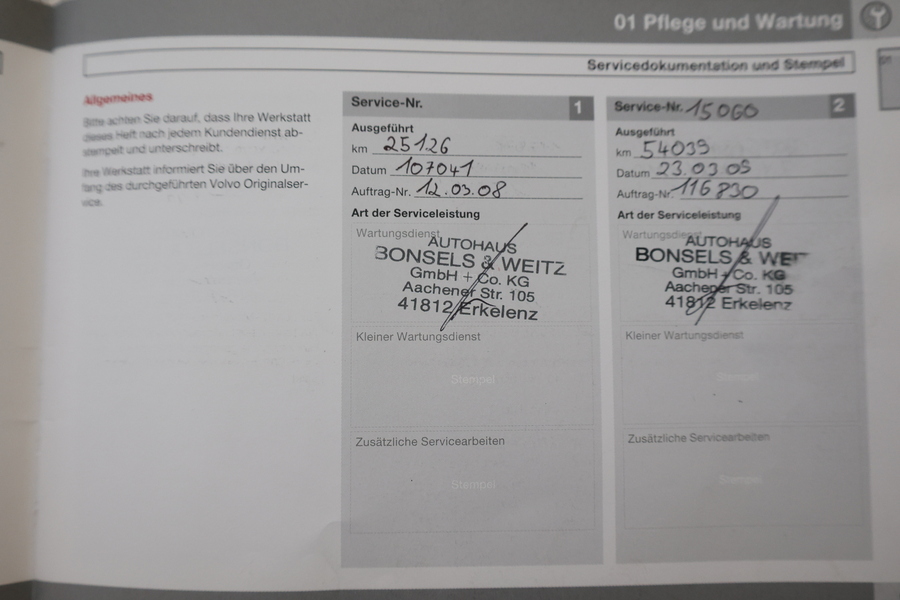 01 Pflege und Wartung
Servicedokumentation und Stempel
01
Allgemeines
Bitte achten Sie darauf, dass Ihre Werkstatt
dieses Heft nach jedem Kundendienst ab-
stempelt und unterschreibt.
Ihre Werkstatt informiert Sie über den Um-
fang des durchgeführten Volvo Originalser-
vice.
Service-Nr. 1
Ausgeführt
km 25126
Datum 107041
Auftrag-Nr. 12.03.08
Art der Serviceleistung
Wartungsdienst
AUTOHAUS
BONSELS & WEITZ
GmbH + Co. KG
Aachener Str. 105
41812 Erkelenz
Kleiner Wartungsdienst
Stempel
Zusätzliche Servicearbeiten
Stempel
Service-Nr. 15060 2
Ausgeführt
km 54039
Datum 23.03 09
Auftrag-Nr. 116830
Art der Serviceleistung
Wartungsdienst
AUTOHAUS
BONSELS & WEIT
GmbH + Co. KG
Aachener Str. 105
41812 Erkelenz
Kleiner Wartungsdienst
Stempel
Zusätzliche Servicearbeiten
Stempel